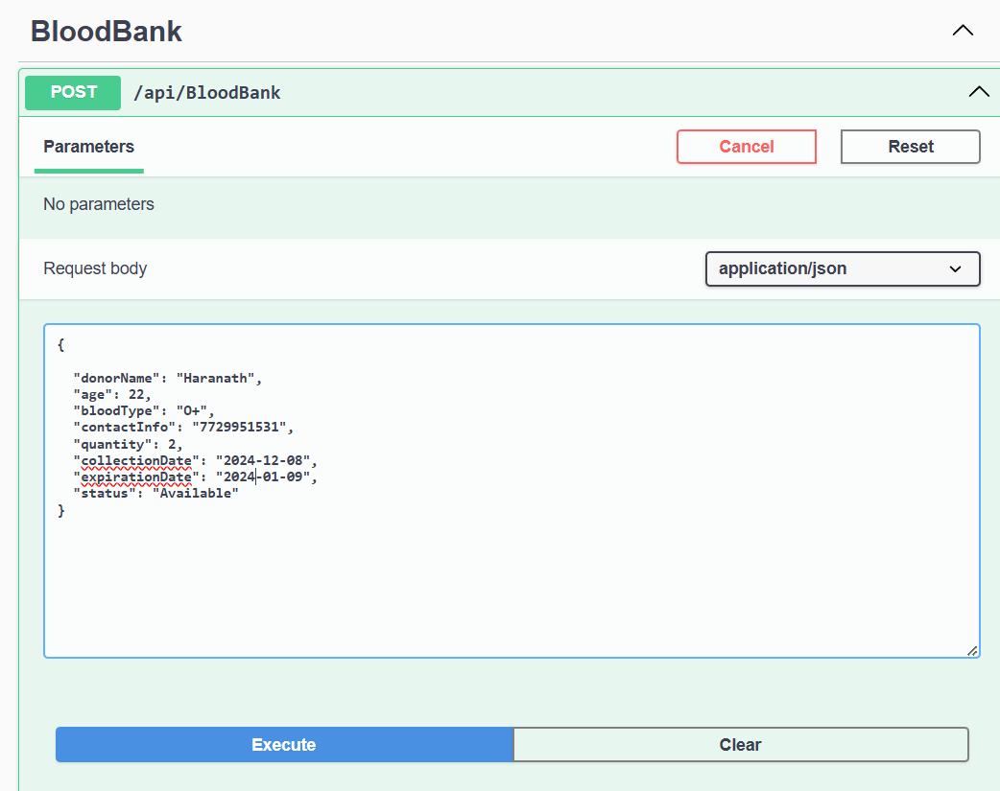 BloodBank
POST /api/BloodBank
Parameters Cancel Reset
No parameters
Request body application/json
{
"donorName": "Haranath",
"age": 22,
"bloodType": "O+",
"contactInfo": "7729951531",
"quantity": 2,
"collectionDate": "2024-12-08",
"expirationDate": "2024-01-09",
"status": "Available"
}
Execute Clear